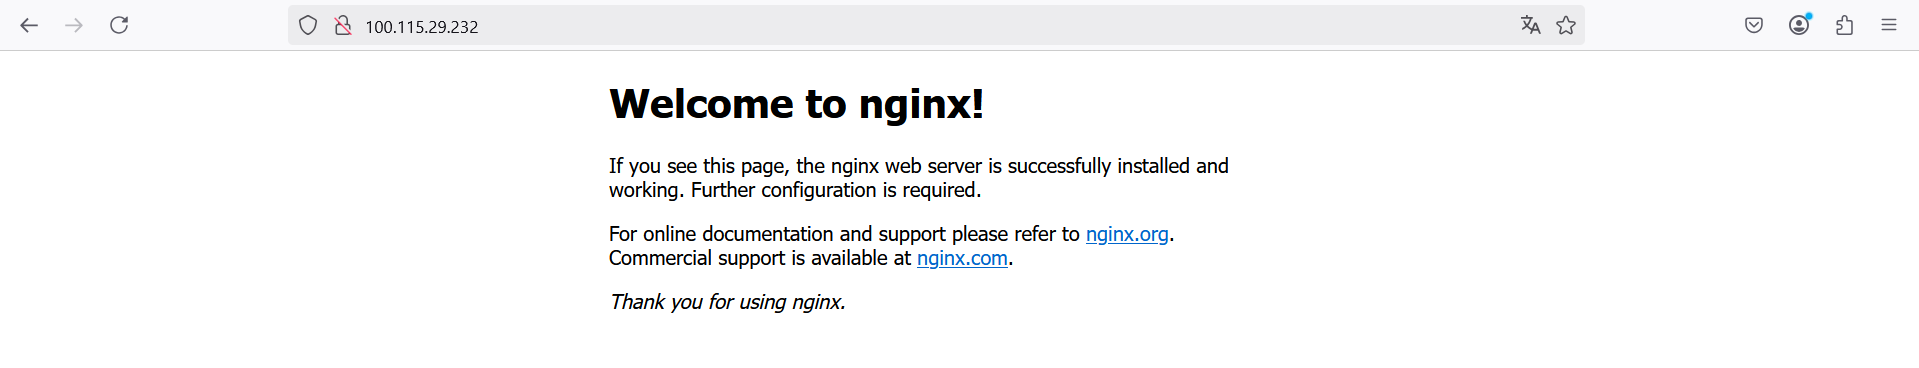 100.115.29.232
Welcome to nginx!
If you see this page, the nginx web server is successfully installed and
working. Further configuration is required.
For online documentation and support please refer to nginx.org.
Commercial support is available at nginx.com.
Thank you for using nginx.